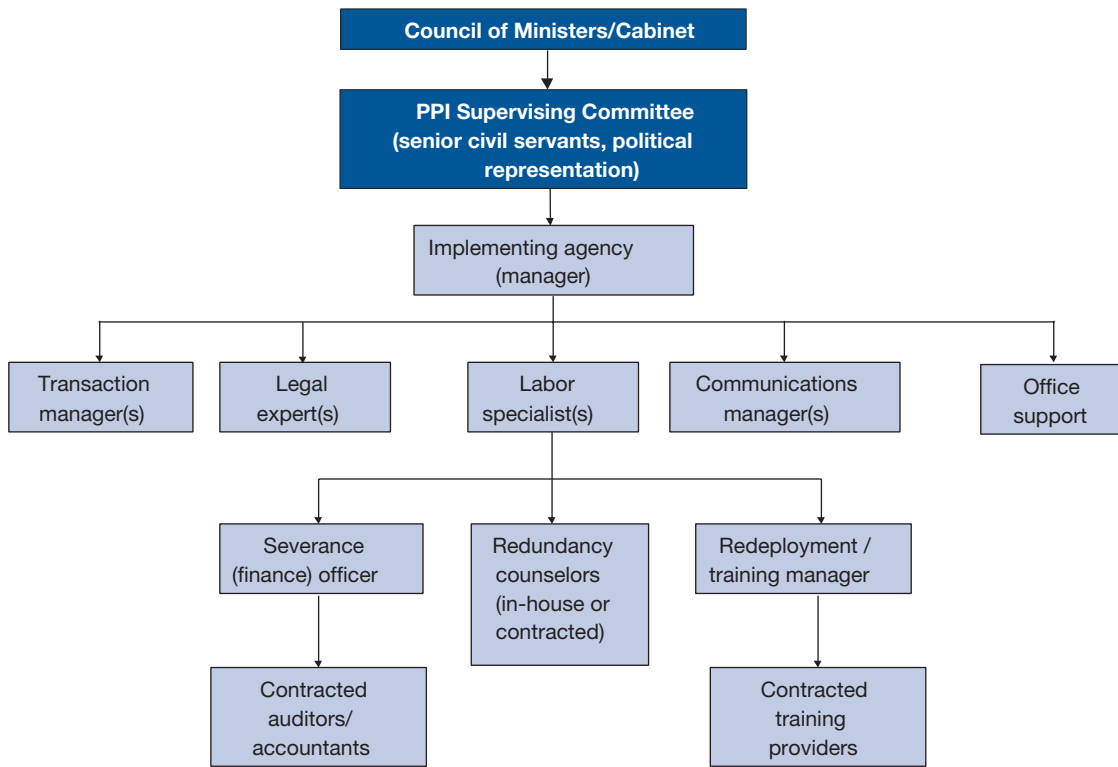 Council of Ministers/Cabinet
PPI Supervising Committee
(senior civil servants, political
representation)
Implementing agency
(manager)
Transaction
manager(s)
Legal
expert(s)
Labor
specialist(s)
Communications
manager(s)
Office
support
Severance
(finance) officer
Redundancy
counselors
(in-house or
contracted)
Redeployment /
training manager
Contracted
auditors/
accountants
Contracted
training
providers